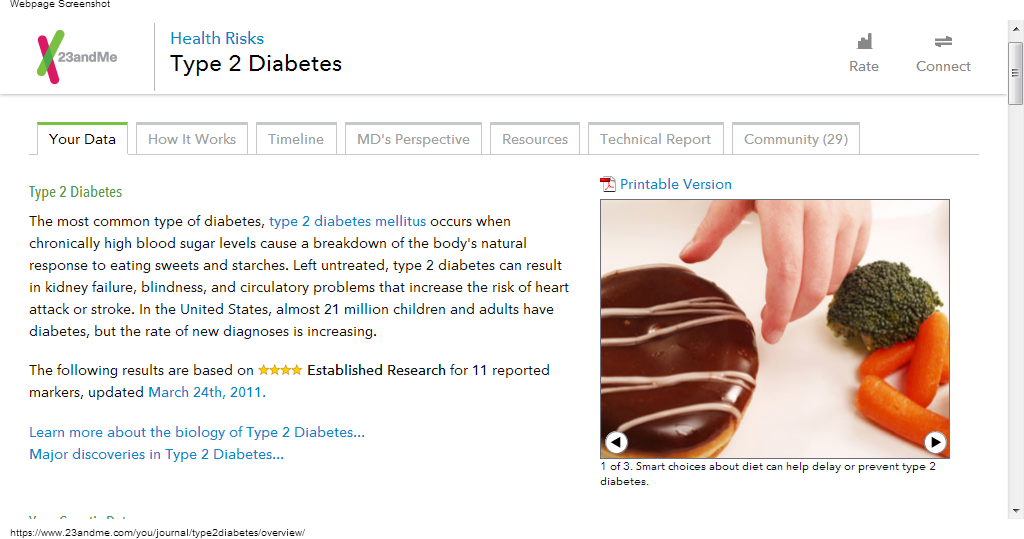 Webpage Screenshot
23andMe
Health Risks
Type 2 Diabetes
Rate
Connect
Your Data
How It Works
Timeline
MD's Perspective
Resources
Technical Report
Community (29)
Type 2 Diabetes
The most common type of diabetes, type 2 diabetes mellitus occurs when
chronically high blood sugar levels cause a breakdown of the body's natural
response to eating sweets and starches. Left untreated, type 2 diabetes can result
in kidney failure, blindness, and circulatory problems that increase the risk of heart
attack or stroke. In the United States, almost 21 million children and adults have
diabetes, but the rate of new diagnoses is increasing.
The following results are based on ★★★★ Established Research for 11 reported
markers, updated March 24th, 2011.
Learn more about the biology of Type 2 Diabetes...
Major discoveries in Type 2 Diabetes...
Printable Version
1 of 3. Smart choices about diet can help delay or prevent type 2
diabetes.
https://www.23andme.com/you/journal/type2diabetes/overview/